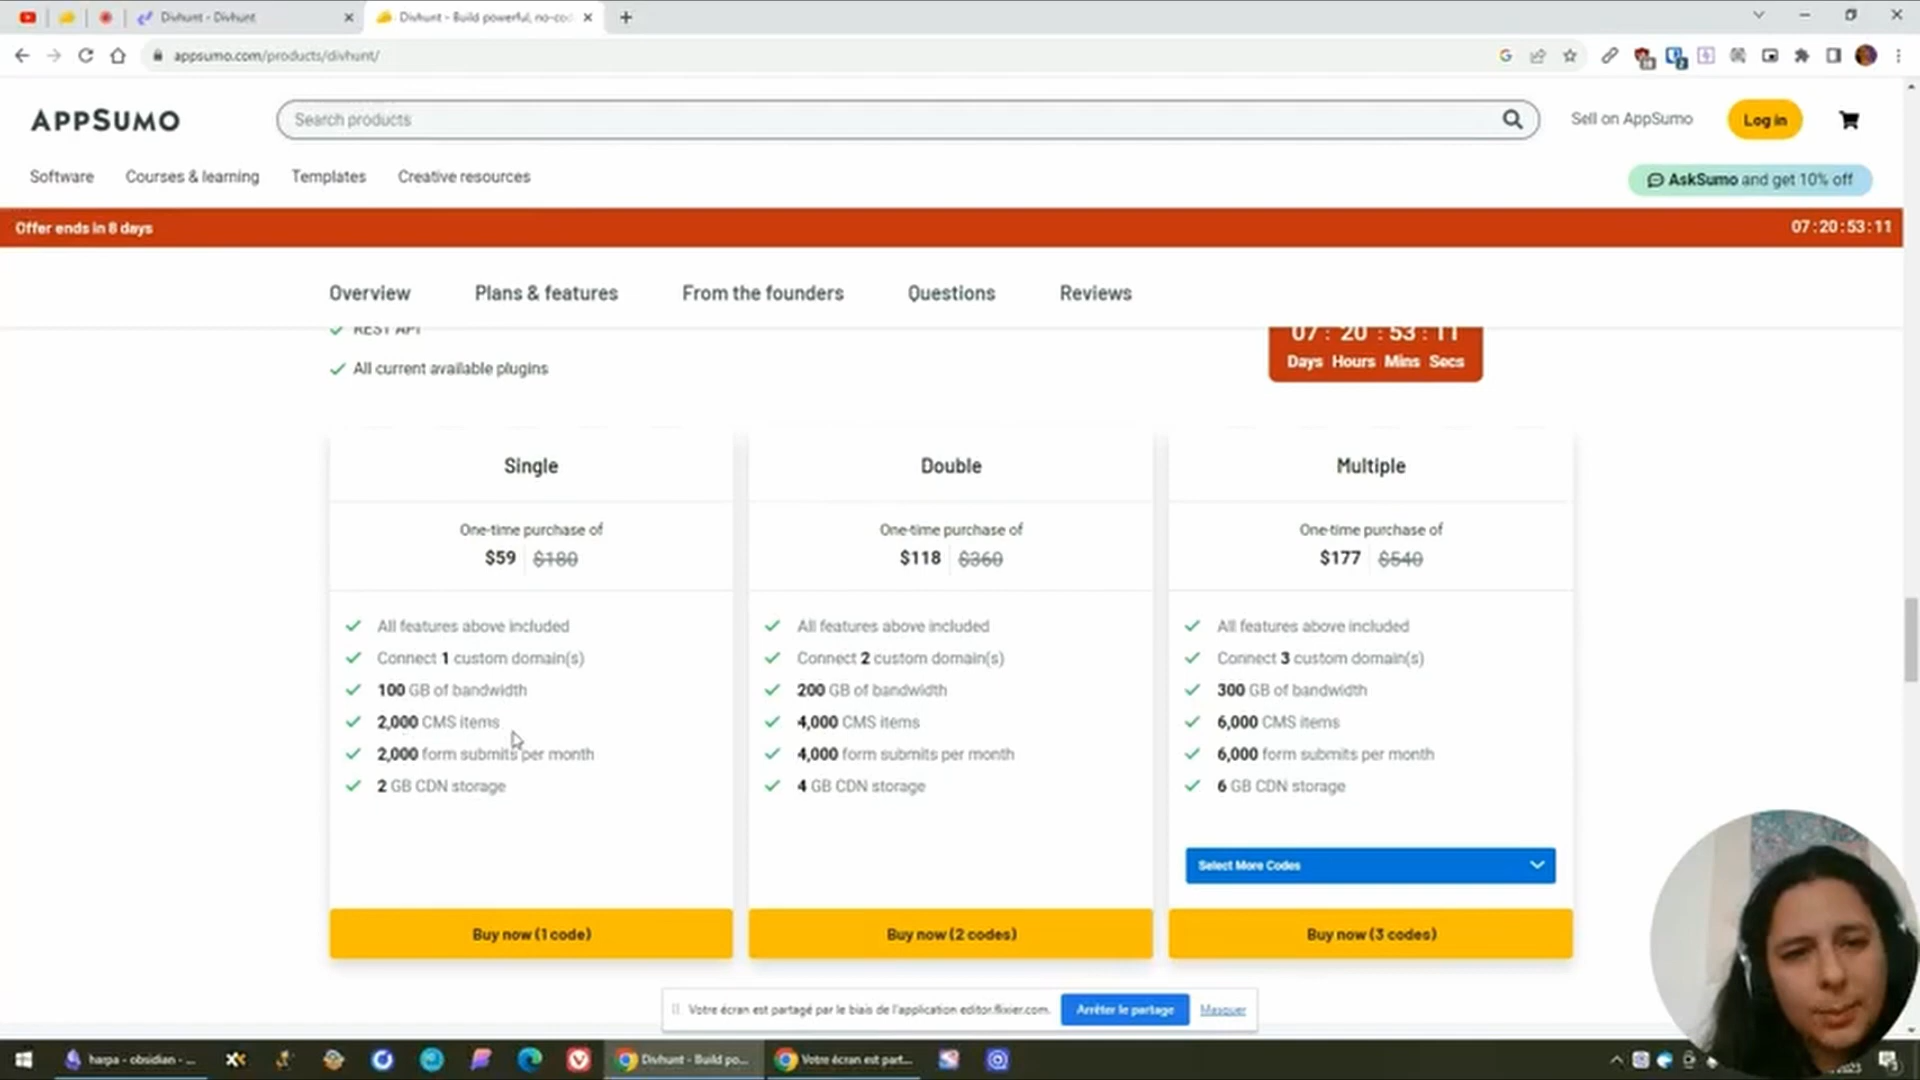 Divhunt - Divhunt
Divhunt - Build powerful, no-co
appsumo.com/products/divhunt/
APPSUMO
Search products
Sell on AppSumo
Log in
Software
Courses & learning
Templates
Creative resources
AskSumo and get 10% off
Offer ends in 8 days
07:20:53:11
Overview
Plans & features
From the founders
Questions
Reviews
REST API
07 : 20 : 53 : 11
All current available plugins
Days Hours Mins Secs
Single
Double
Multiple
One-time purchase of
One-time purchase of
One-time purchase of
$59 $180
$118 $360
$177 $540
All features above included
Connect 1 custom domain(s)
100 GB of bandwidth
2,000 CMS items
2,000 form submits per month
2 GB CDN storage
All features above included
Connect 2 custom domain(s)
200 GB of bandwidth
4,000 CMS items
4,000 form submits per month
4 GB CDN storage
All features above included
Connect 3 custom domain(s)
300 GB of bandwidth
6,000 CMS items
6,000 form submits per month
6 GB CDN storage
Select More Codes
Buy now (1 code)
Buy now (2 codes)
Buy now (3 codes)
Votre écran est partagé par le biais de l'application editor.flixier.com.
Arrêter le partage
Masquer
harpa - obsidian - ...
Divhunt - Build po...
Votre écran est part...